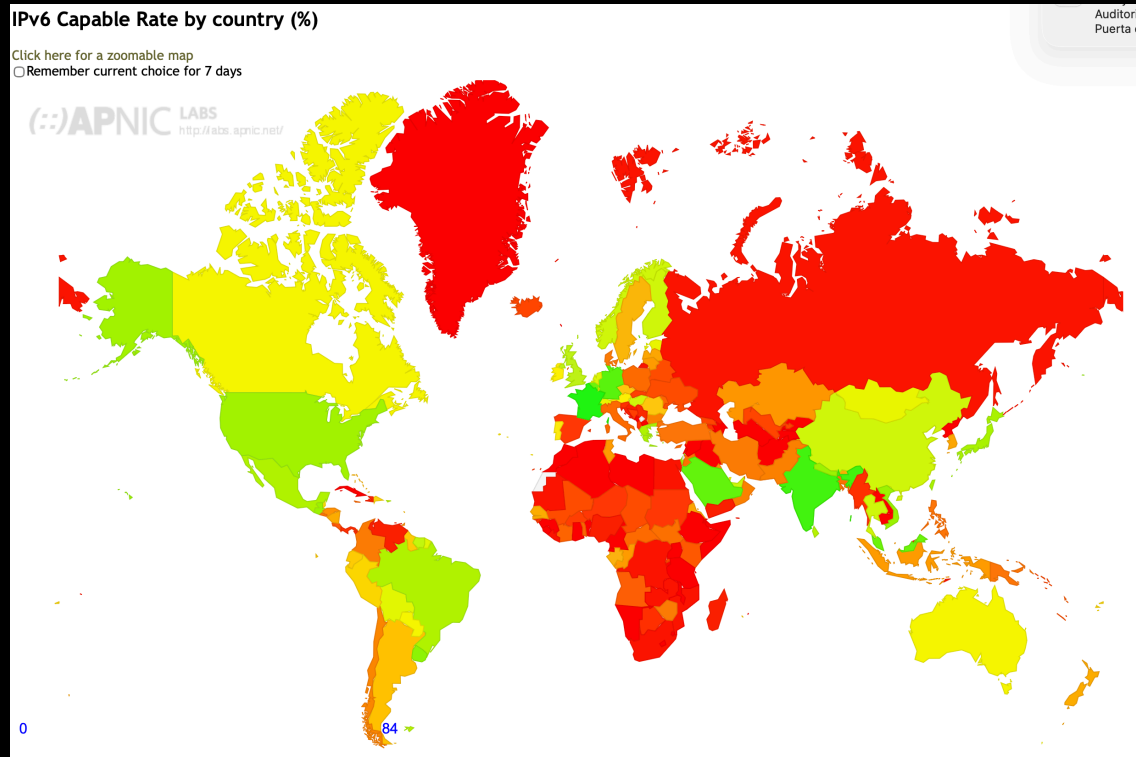 IPv6 Capable Rate by country (%)
Click here for a zoomable map
Remember current choice for 7 days
(::)APNIC LABS
http://labs.apnic.net/
Auditor
Puerta
0
84